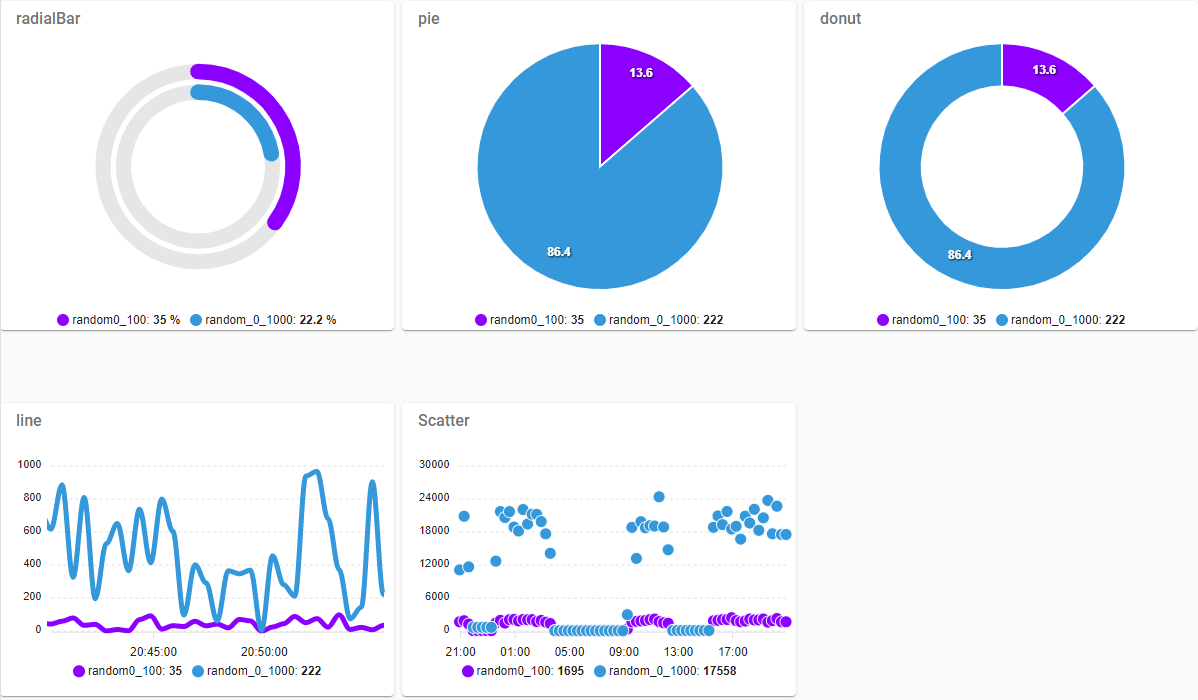 radialBar
random0_100: 35 % random_0_1000: 22.2 %
pie
13.6
86.4
random0_100: 35 random_0_1000: 222
donut
13.6
86.4
random0_100: 35 random_0_1000: 222
line
1000
800
600
400
200
0
20:45:00 20:50:00
random0_100: 35 random_0_1000: 222
Scatter
30000
24000
18000
12000
6000
0
21:00 01:00 05:00 09:00 13:00 17:00
random0_100: 1695 random_0_1000: 17558